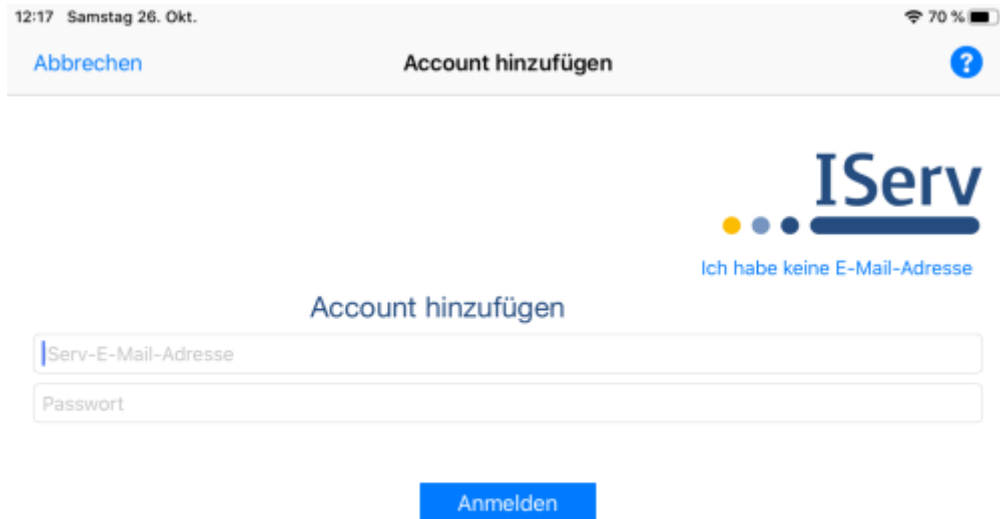 12:17 Samstag 26. Okt. 70 %
Abbrechen Account hinzufügen ?
IServ
Ich habe keine E-Mail-Adresse
Account hinzufügen
Serv-E-Mail-Adresse
Passwort
Anmelden